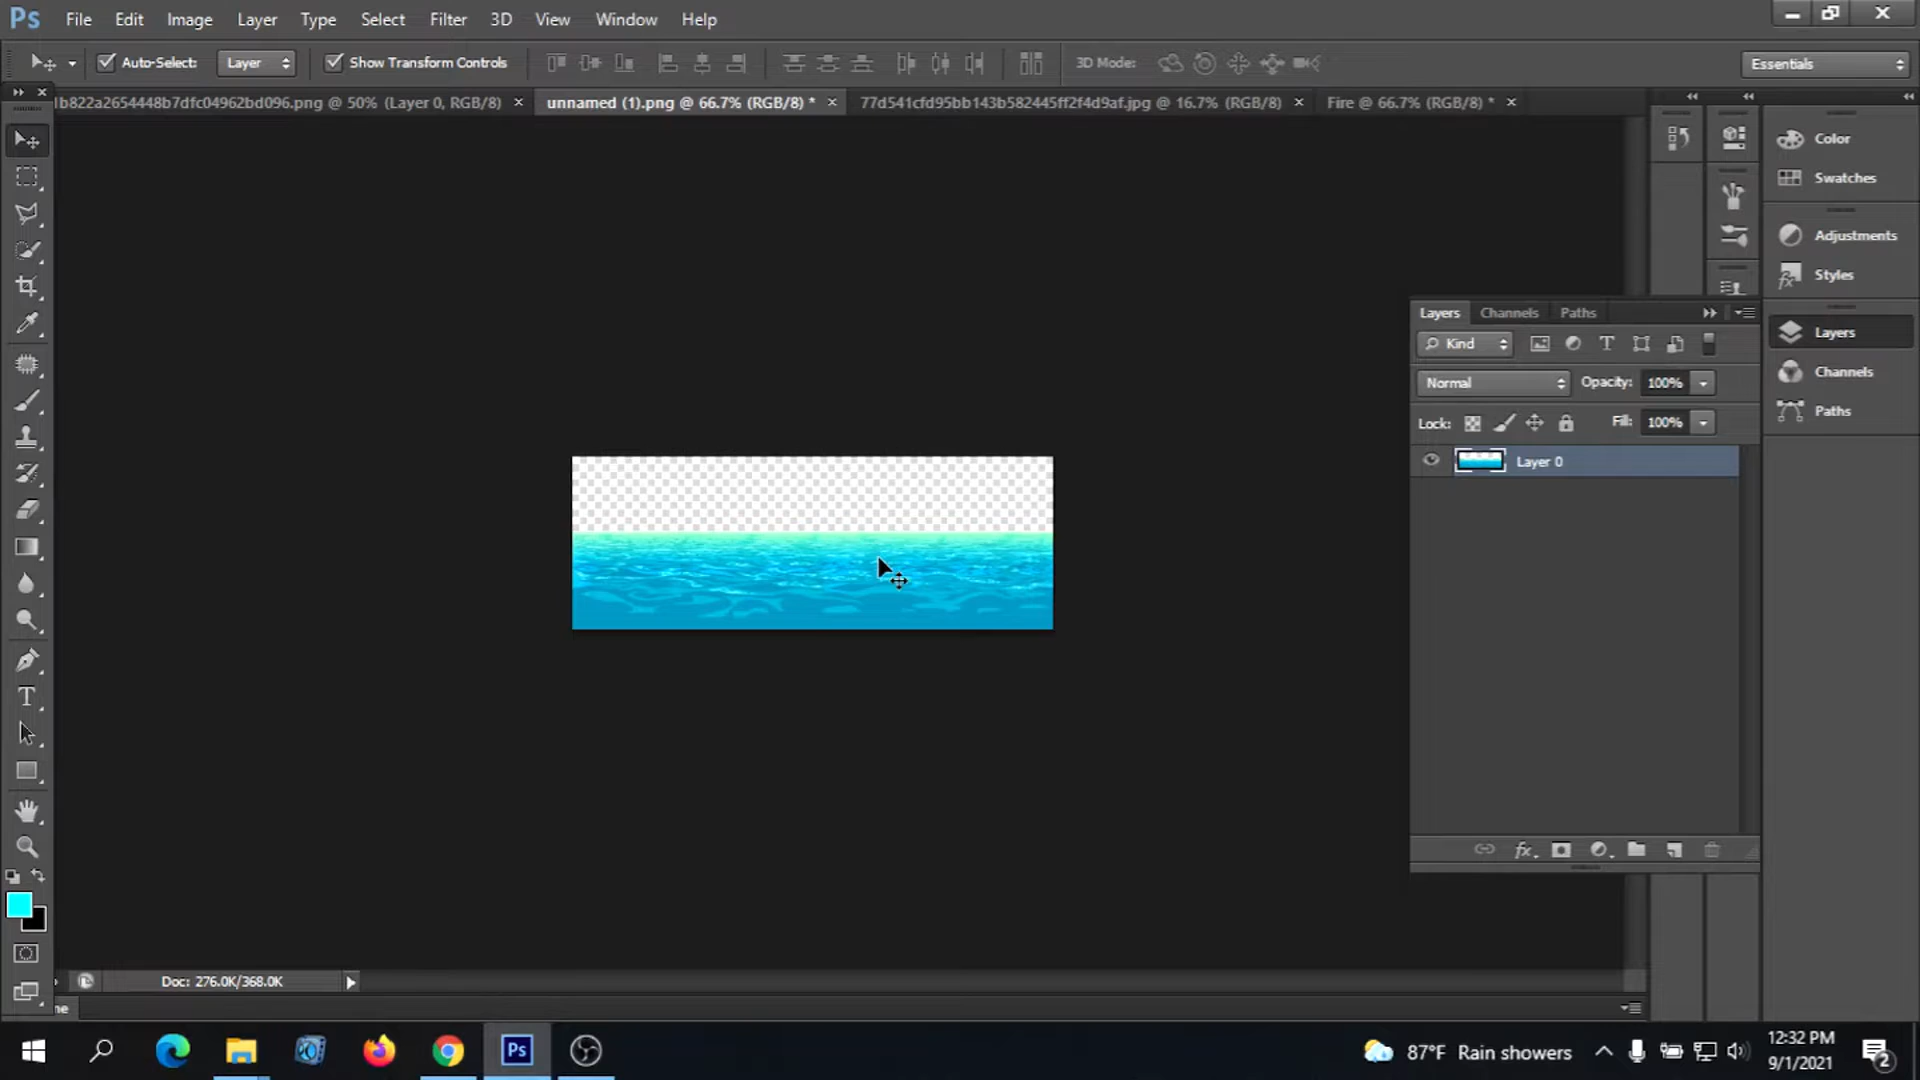 Ps File Edit Image Layer Type Select Filter 3D View Window Help
Auto-Select: Layer Show Transform Controls 3D Mode: Essentials
lb822a2654448b7dfc04962bd096.png @ 50% (Layer 0, RGB/8) × unnamed (1).png @ 66.7% (RGB/8) * × 77d541cfd95bb143b582445ff2f4d9af.jpg @ 16.7% (RGB/8) × Fire @ 66.7% (RGB/8) * ×
Color
Swatches
Adjustments
Styles
Layers
Channels
Paths
Layers Channels Paths
Kind
Normal Opacity: 100%
Lock: Fill: 100%
Layer 0
fx
Doc: 276.0K/368.0K
ne
Ps
87°F Rain showers
12:32 PM
9/1/2021
2